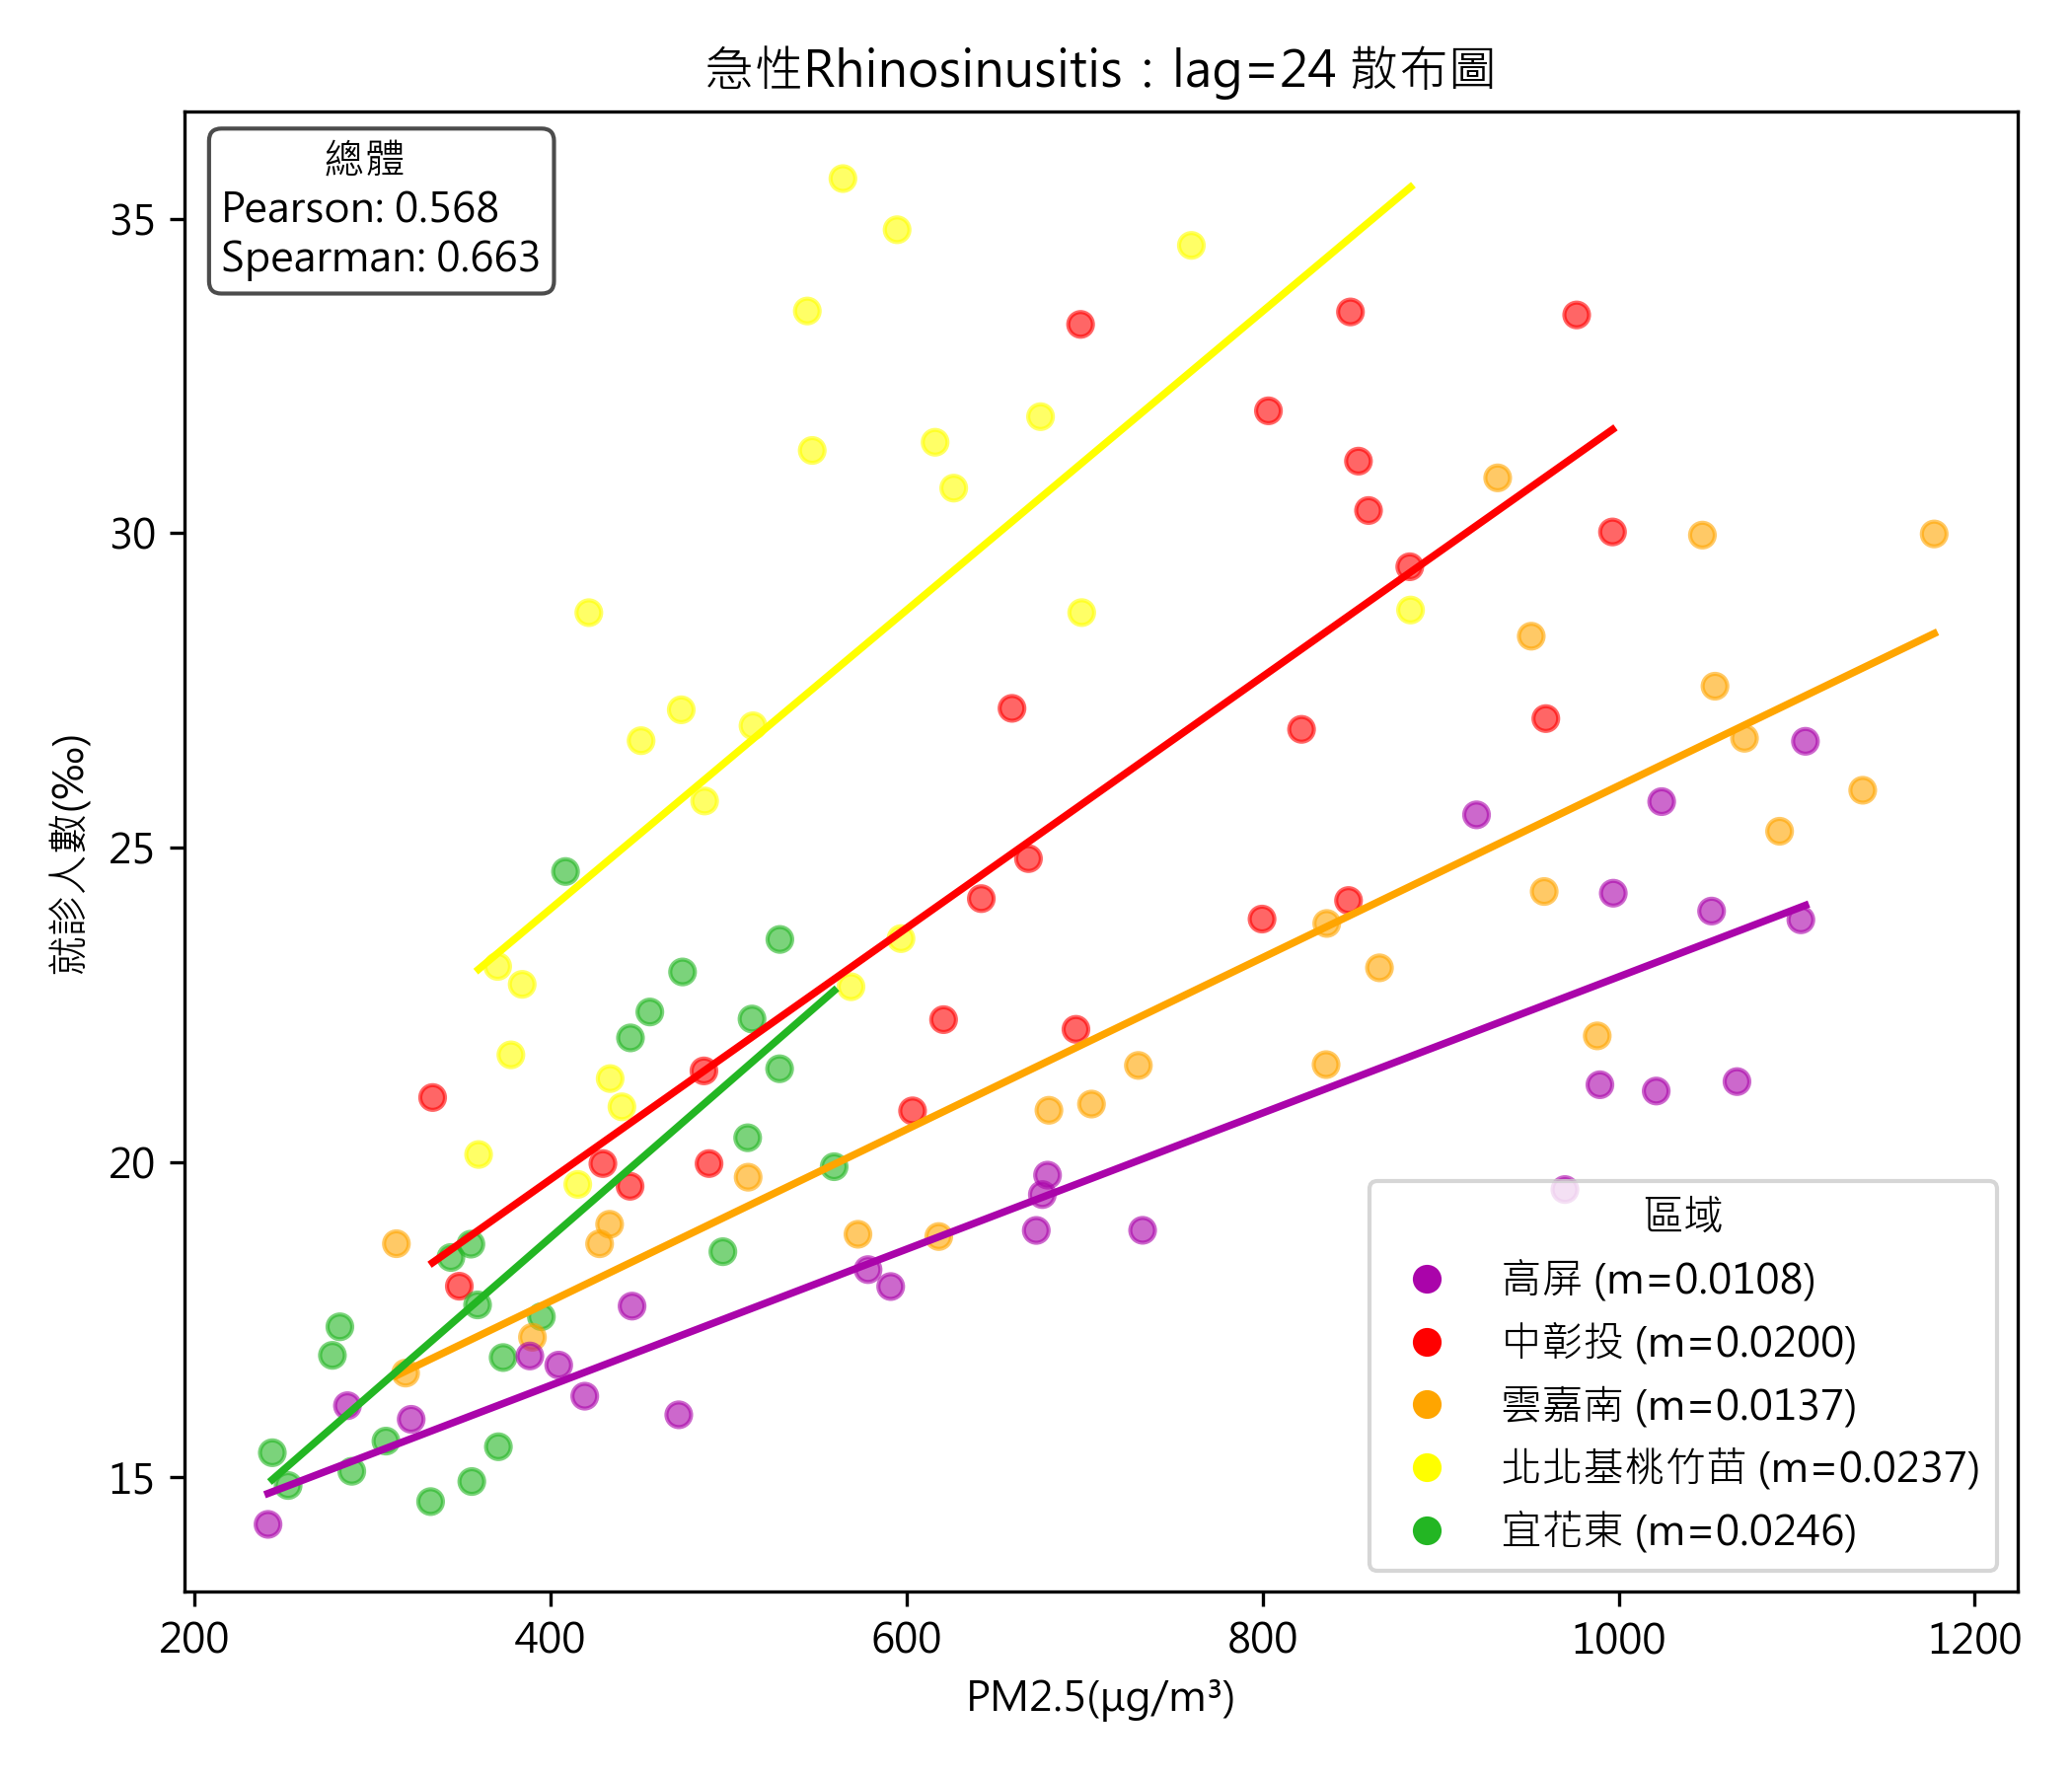 急性Rhinosinusitis：lag=24 散布圖
總體
Pearson: 0.568
Spearman: 0.663
就診人數(‰)
35
30
25
20
15
區域
高屏 (m=0.0108)
中彰投 (m=0.0200)
雲嘉南 (m=0.0137)
北北基桃竹苗 (m=0.0237)
宜花東 (m=0.0246)
200 400 600 800 1000 1200
PM2.5(μg/m³)